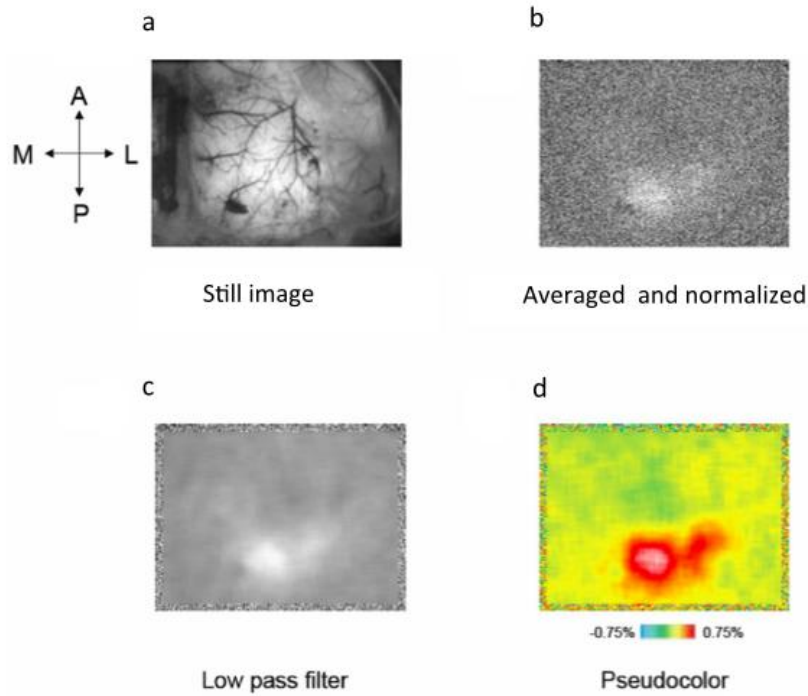 a
b
A
M
L
P
Still image
Averaged and normalized
c
d
-0.75%
0.75%
Low pass filter
Pseudocolor